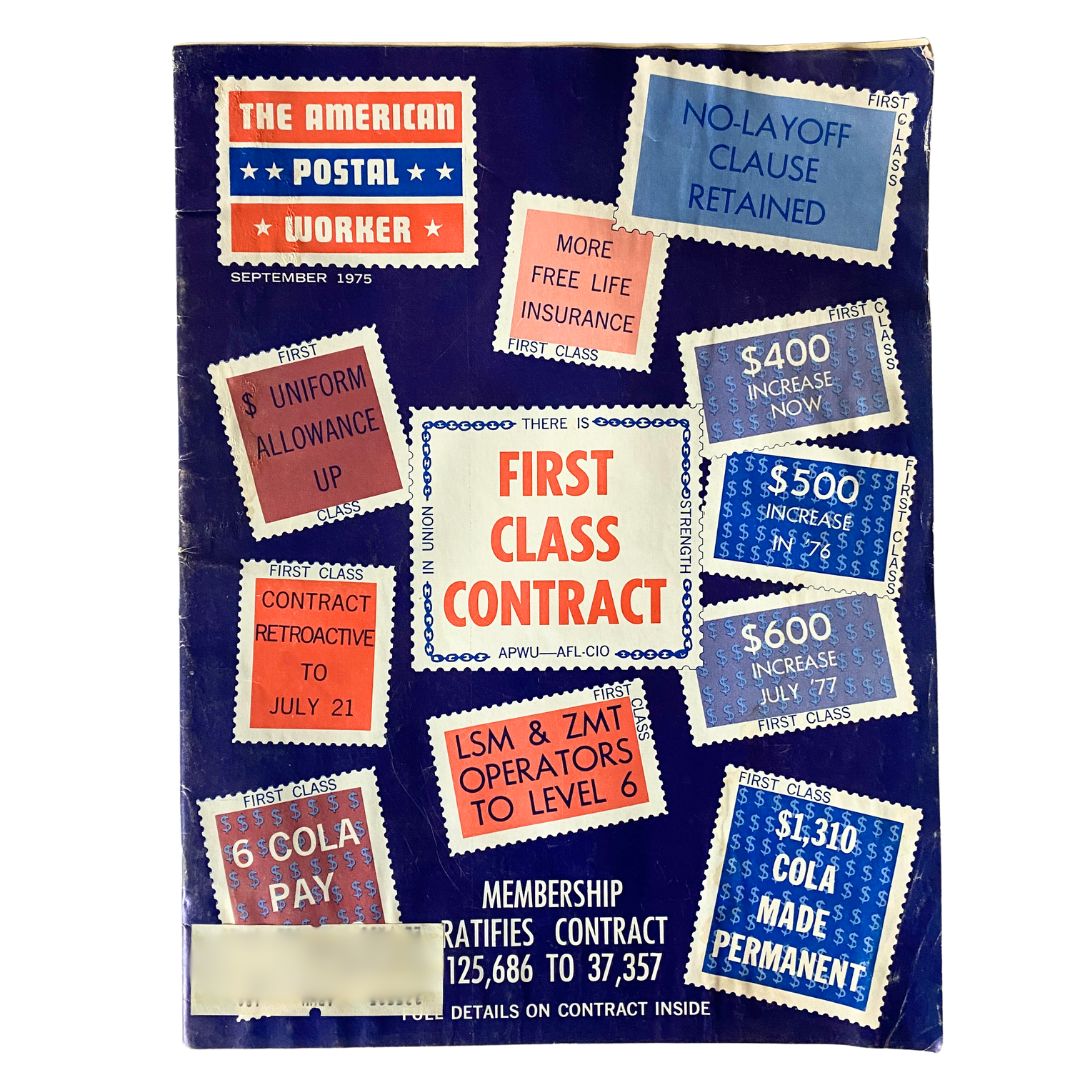 THE AMERICAN
POSTAL
WORKER
SEPTEMBER 1975
NO-LAYOFF
CLAUSE
RETAINED
FIRST CLASS
MORE
FREE LIFE
INSURANCE
FIRST CLASS
FIRST CLASS
$400
INCREASE
NOW
FIRST
$ UNIFORM
ALLOWANCE
UP
CLASS
THERE IS
IN UNION
STRENGTH
FIRST
CLASS
CONTRACT
APWU—AFL-CIO
$500
INCREASE
IN '76
FIRST CLASS
$600
INCREASE
JULY '77
FIRST CLASS
FIRST CLASS
CONTRACT
RETROACTIVE
TO
JULY 21
FIRST CLASS
LSM & ZMT
OPERATORS
TO LEVEL 6
FIRST CLASS
6 COLA
PAY
FIRST CLASS
$1,310
COLA
MADE
PERMANENT
MEMBERSHIP
RATIFIES CONTRACT
125,686 TO 37,357
FULL DETAILS ON CONTRACT INSIDE